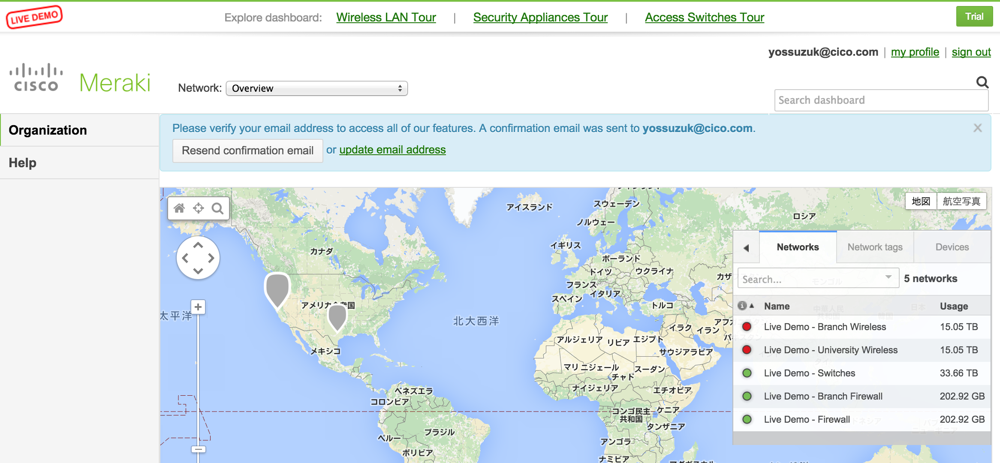 LIVE DEMO
Explore dashboard: Wireless LAN Tour | Security Appliances Tour | Access Switches Tour
Trial
yossuzuk@cico.com | my profile | sign out
CISCO Meraki
Network: Overview
Search dashboard
Organization
Help
Please verify your email address to access all of our features. A confirmation email was sent to yossuzuk@cico.com.
×
Resend confirmation email or update email address
地図 航空写真
アイスランド
スウェーデン
ロシア
ノルウェー
カナダ
イギリス
ポーランド
ドイツ
ウクライナ
フランス
カザ
スペイン
イタリア
トルコ
太平洋
北大西洋
イラク
イラン
メキシコ
アルジェリア
リビア
エジプト
サウジアラビア
マリ
ニジェール
スーダン
チャド
ナイジェリア
エチオピア
ベネズエラ
コロンビア
コンゴ民主
共和国
ケニア
タンザニア
ブラジル
ペルー
アンゴラ
ボリビア
ナミビア
Networks Network tags Devices
Search... 5 networks
Name Usage
Live Demo - Branch Wireless 15.05 TB
Live Demo - University Wireless 15.05 TB
Live Demo - Switches 33.66 TB
Live Demo - Branch Firewall 202.92 GB
Live Demo - Firewall 202.92 GB